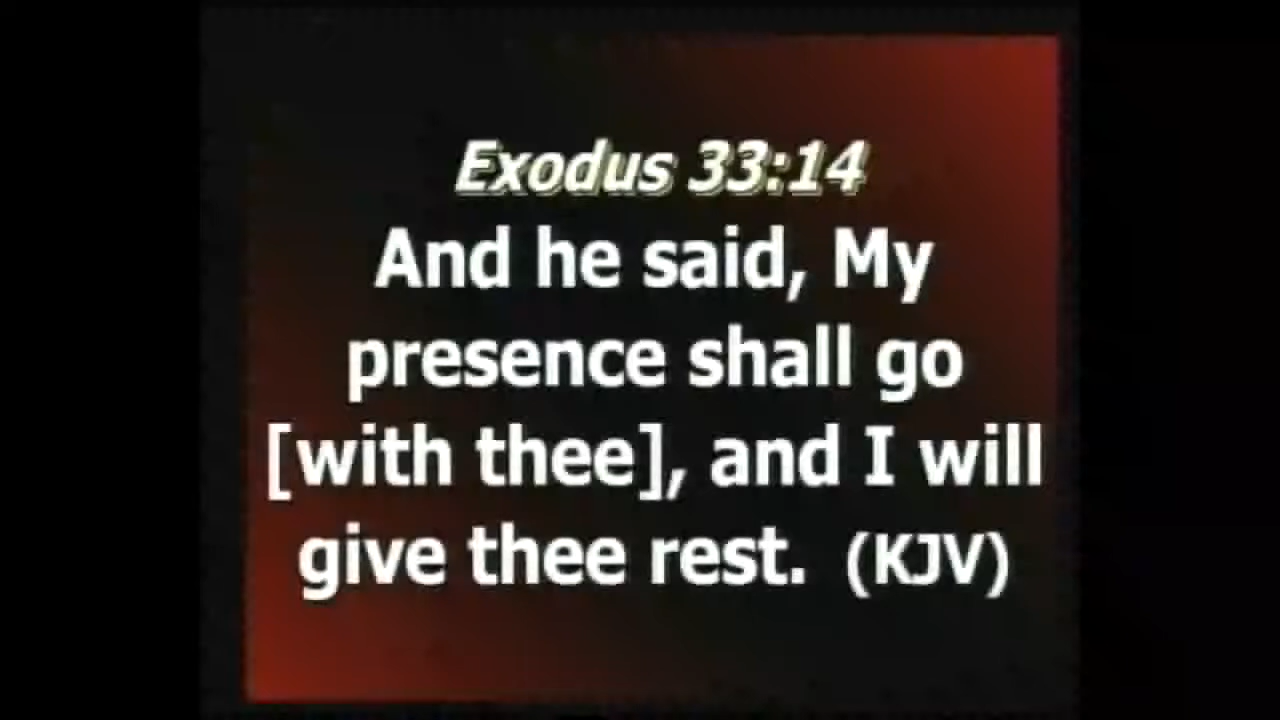 Exodus 33:14
And he said, My
presence shall go
[with thee], and I will
give thee rest. (KJV)